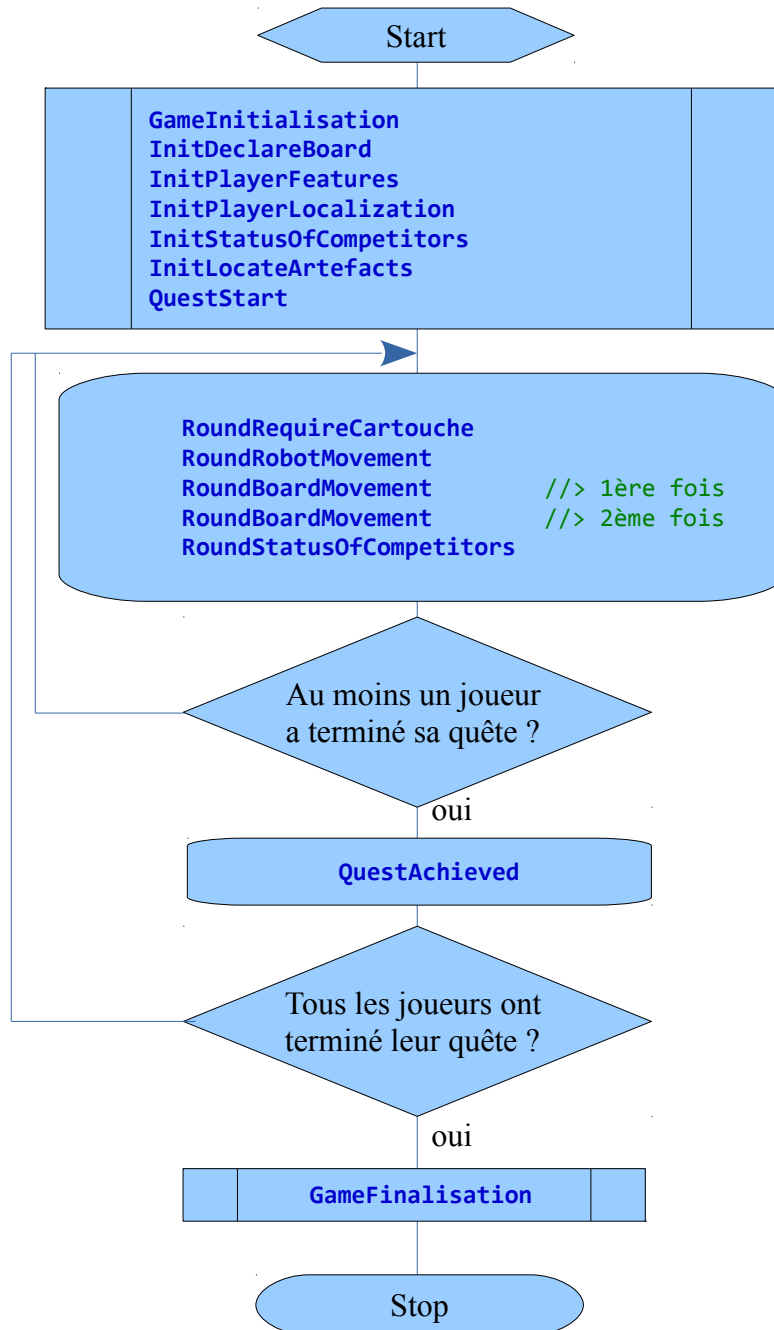 Start
GameInitialisation
InitDeclareBoard
InitPlayerFeatures
InitPlayerLocalization
InitStatusOfCompetitors
InitLocateArtefacts
QuestStart
RoundRequireCartouche
RoundRobotMovement
RoundBoardMovement //> 1ère fois
RoundBoardMovement //> 2ème fois
RoundStatusOfCompetitors
Au moins un joueur
a terminé sa quête ?
oui
QuestAchieved
Tous les joueurs ont
terminé leur quête ?
oui
GameFinalisation
Stop